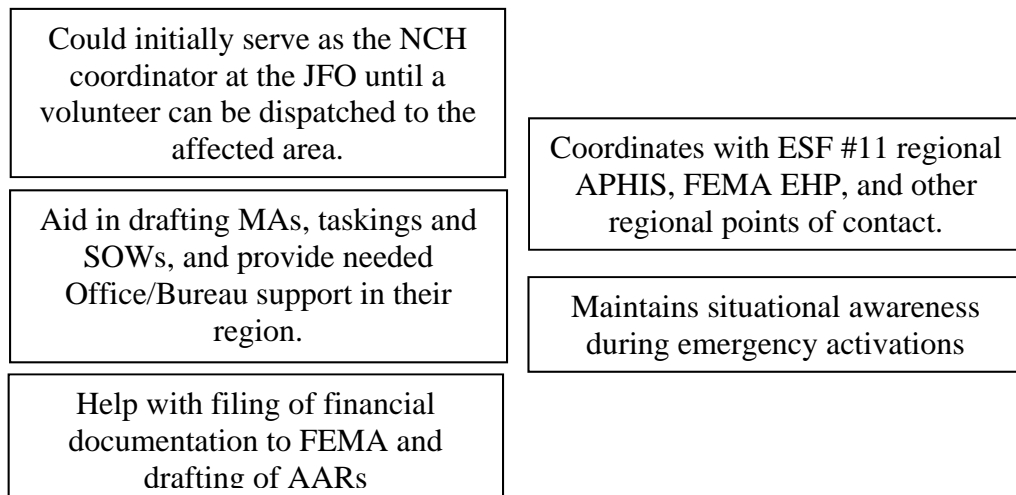 Could initially serve as the NCH
coordinator at the JFO until a
volunteer can be dispatched to the
affected area.
Aid in drafting MAs, taskings and
SOWs, and provide needed
Office/Bureau support in their
region.
Help with filing of financial
documentation to FEMA and
drafting of AARs
Coordinates with ESF #11 regional
APHIS, FEMA EHP, and other
regional points of contact.
Maintains situational awareness
during emergency activations